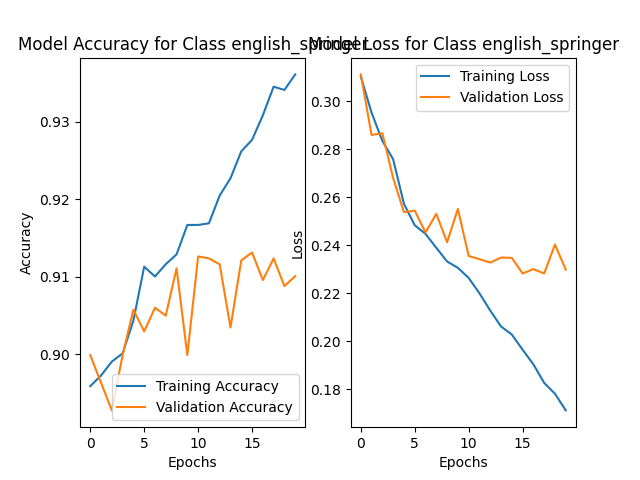 Model Accuracy for Class english_springer
Model Loss for Class english_springer
Accuracy
0.93
0.92
0.91
0.90
Training Accuracy
Validation Accuracy
0
5
10
15
Epochs
Loss
0.30
0.28
0.26
0.24
0.22
0.20
0.18
Training Loss
Validation Loss
0
5
10
15
Epochs